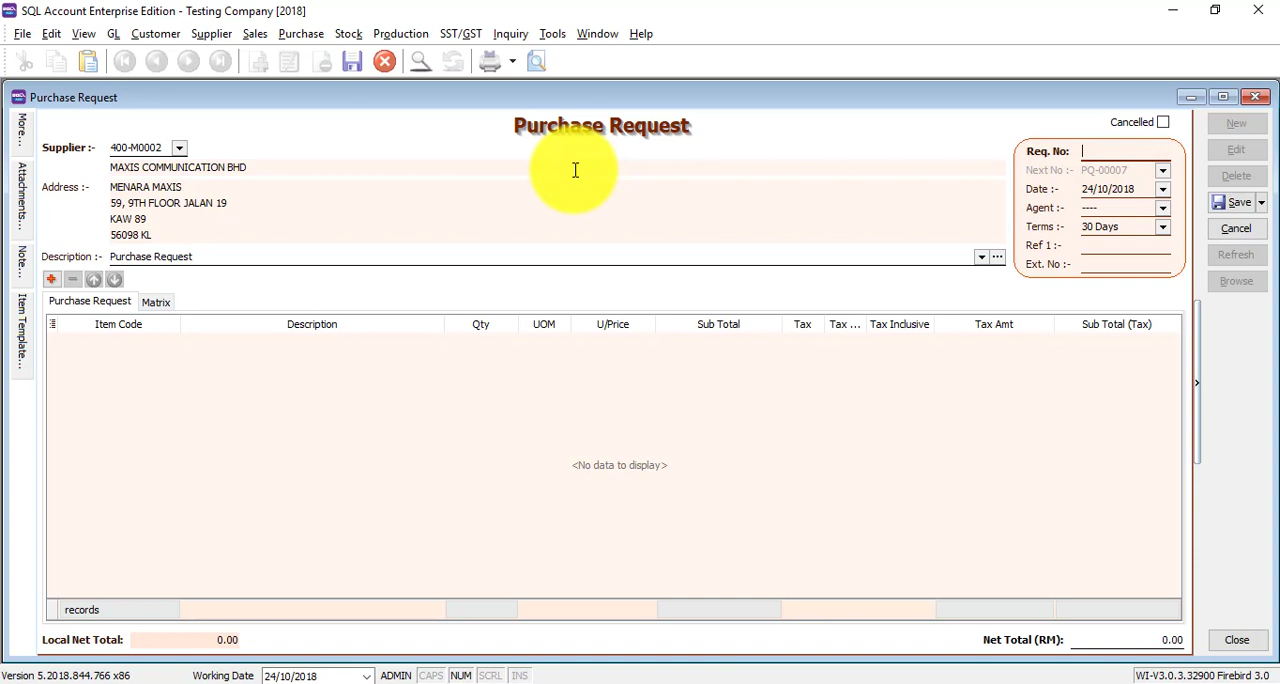 SQL Account Enterprise Edition - Testing Company [2018]
File Edit View GL Customer Supplier Sales Purchase Stock Production SST/GST Inquiry Tools Window Help
Purchase Request
Purchase Request
Cancelled
More...
Attachments...
Note...
Item Template...
Supplier :- 400-M0002
MAXIS COMMUNICATION BHD
Address :- MENARA MAXIS
59, 9TH FLOOR JALAN 19
KAW 89
56098 KL
Description :- Purchase Request
Req. No:
Next No :- PQ-00007
Date :- 24/10/2018
Agent :- ----
Terms :- 30 Days
Ref 1 :-
Ext. No :-
New
Edit
Delete
Save
Cancel
Refresh
Browse
Purchase Request Matrix
Item Code Description Qty UOM U/Price Sub Total Tax Tax ... Tax Inclusive Tax Amt Sub Total (Tax)
<No data to display>
records
Local Net Total: 0.00 Net Total (RM): 0.00
Close
Version 5.2018.844.766 x86 Working Date 24/10/2018 ADMIN CAPS NUM SCRL INS WI-V3.0.3.32900 Firebird 3.0